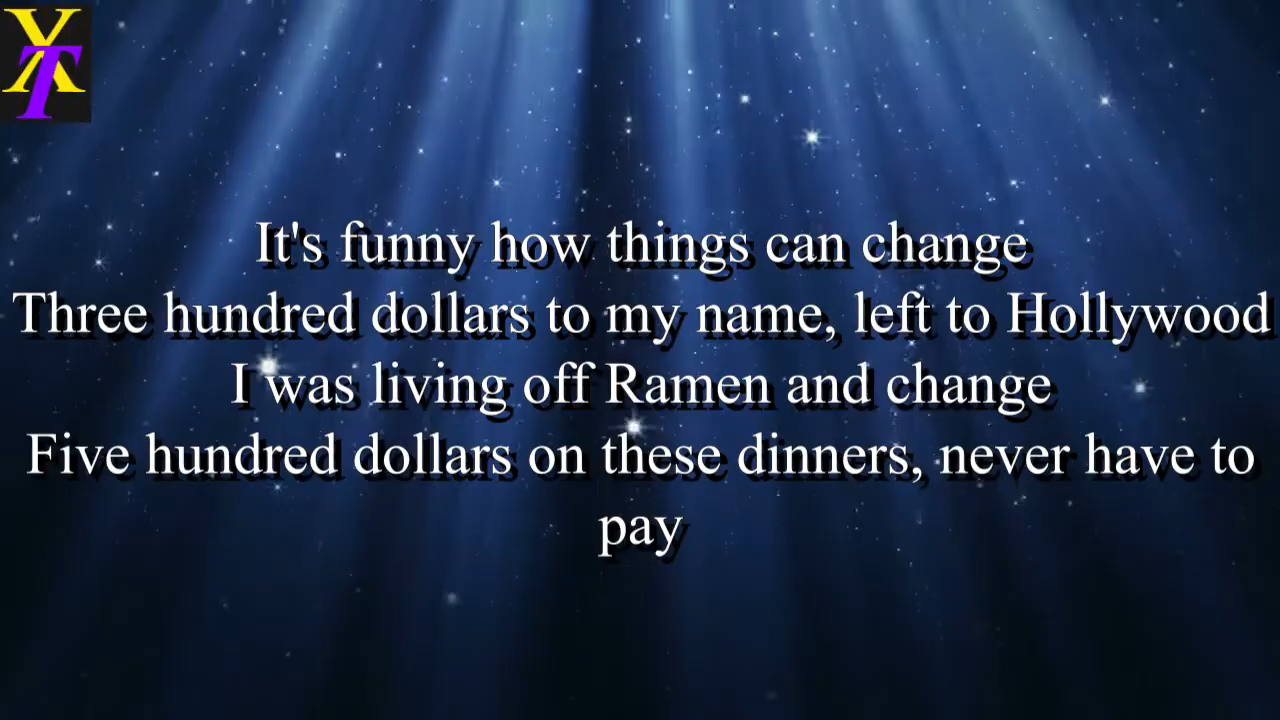 XT
It's funny how things can change
Three hundred dollars to my name, left to Hollywood
I was living off Ramen and change
Five hundred dollars on these dinners, never have to
pay